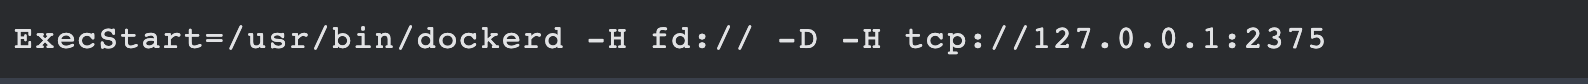 ExecStart=/usr/bin/dockerd -H fd:// -D -H tcp://127.0.0.1:2375